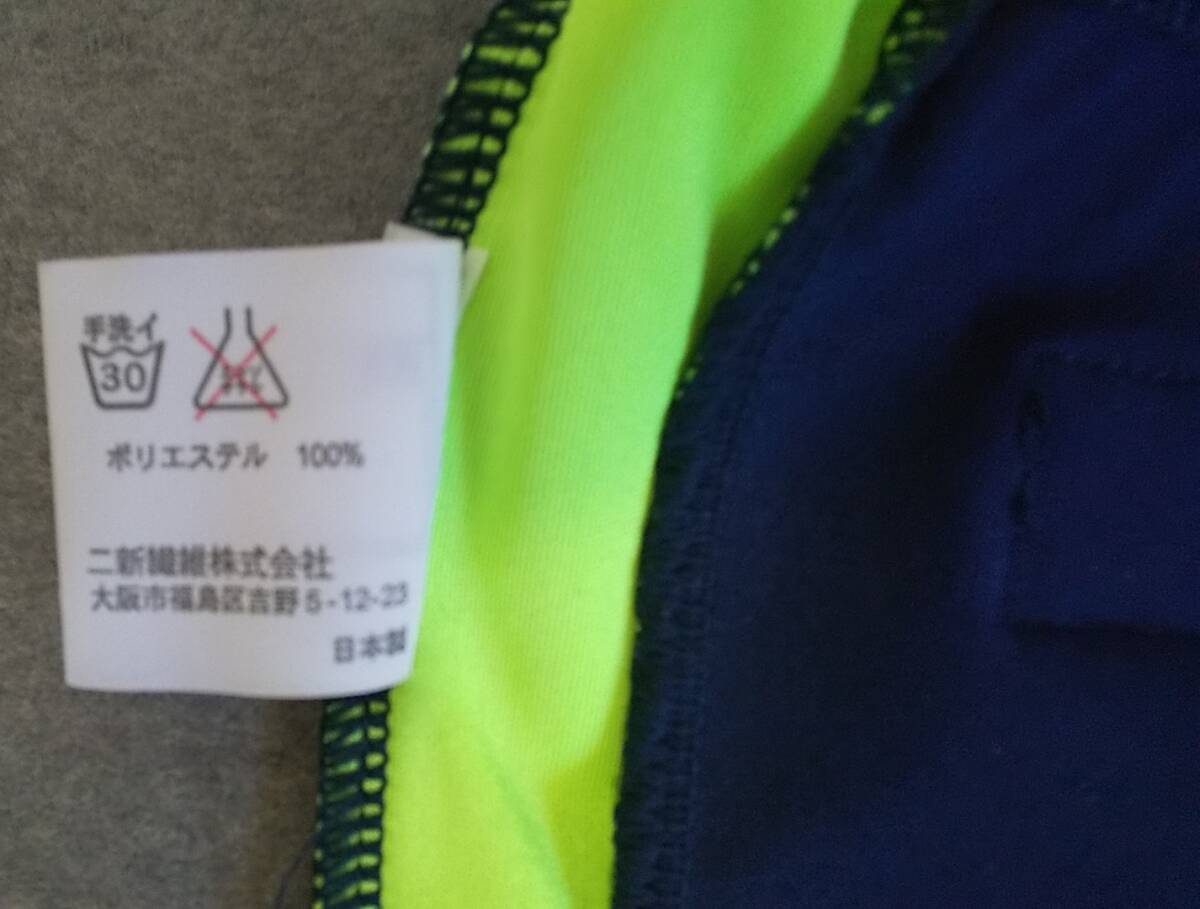 手洗イ
30
ポリエステル 100%
二新繊維株式会社
大阪市福島区吉野5-12-23
日本製